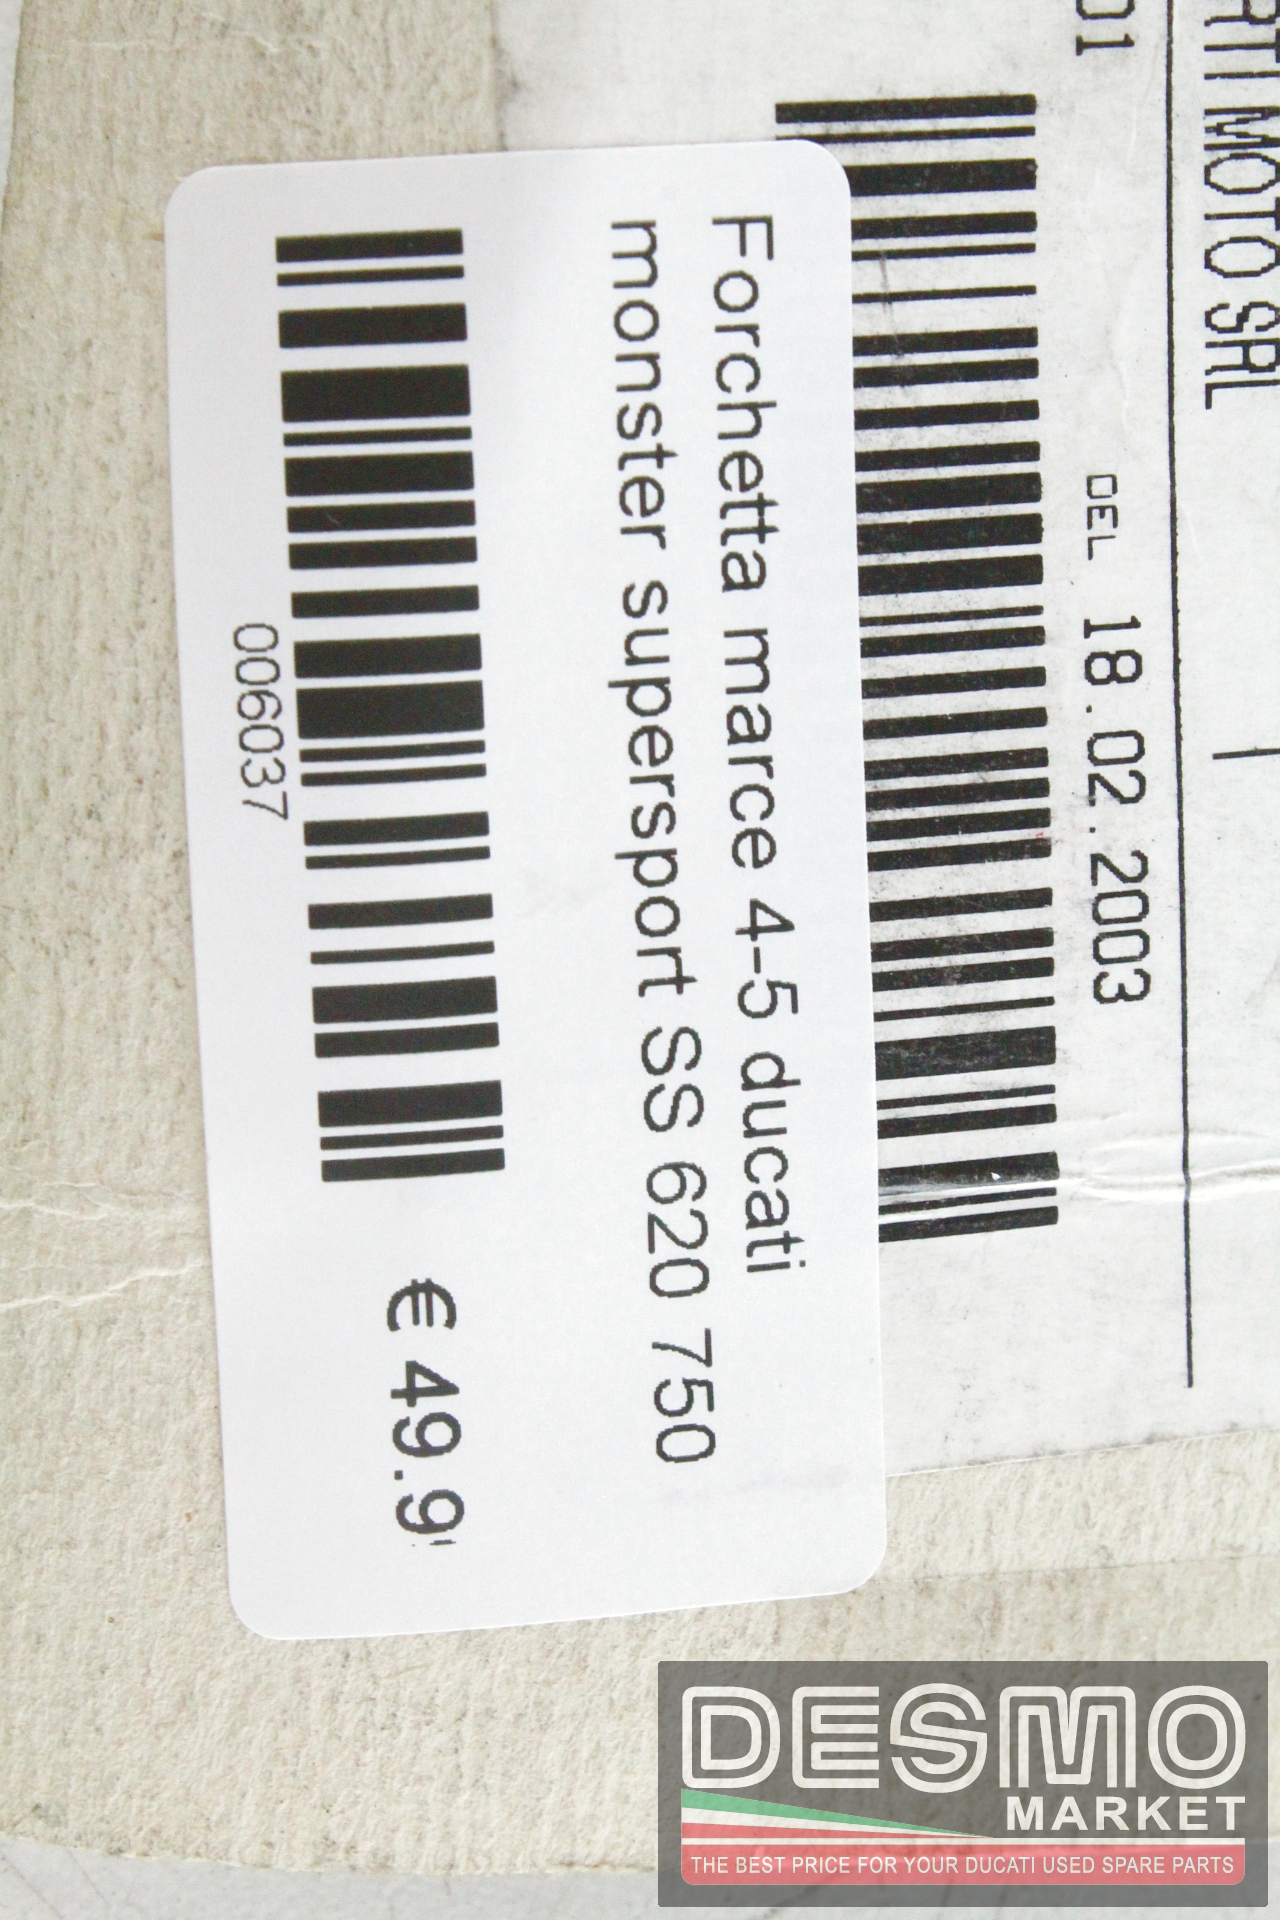 RTI MOTO SRL
01
DEL 18.02.2003
Forchetta marce 4-5 ducati
monster supersport SS 620 750
€ 49.9
006037
DESMO
MARKET
THE BEST PRICE FOR YOUR DUCATI USED SPARE PARTS